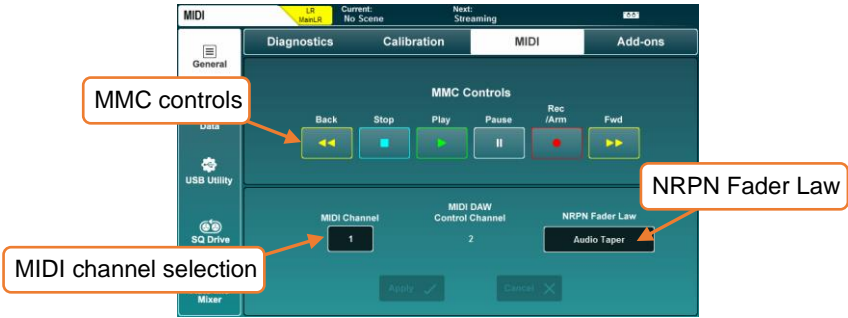 MIDI
LR
MainLR
Current:
No Scene
Next:
Streaming
Diagnostics
Calibration
MIDI
Add-ons
General
MMC controls
Data
USB Utility
SQ Drive
Mixer
MMC Controls
Back
Stop
Play
Pause
Rec
/Arm
Fwd
NRPN Fader Law
MIDI Channel
1
MIDI DAW
Control Channel
2
NRPN Fader Law
Audio Taper
MIDI channel selection
Apply
Cancel